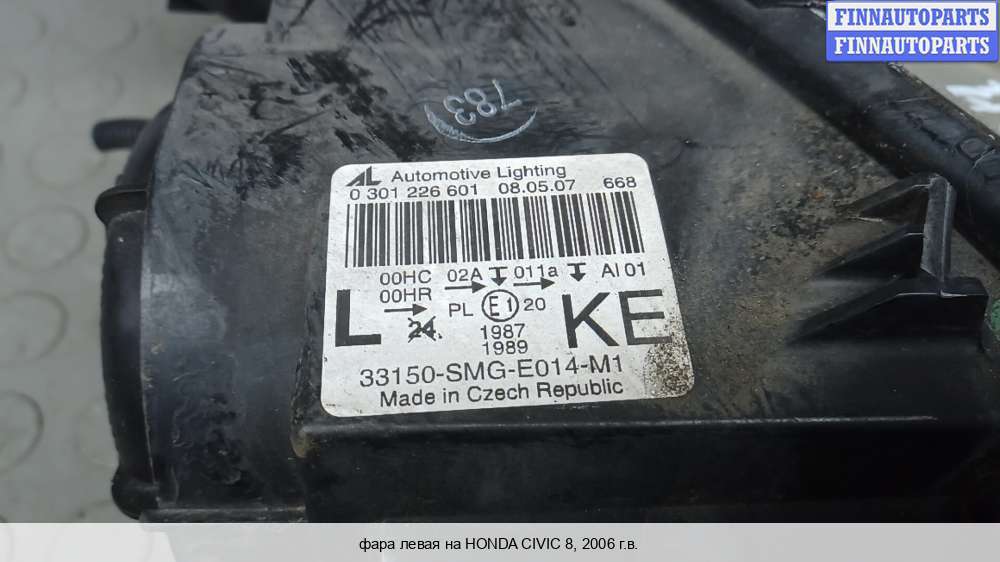 FINNAUTOPARTS
FINNAUTOPARTS
783
AL Automotive Lighting
0 301 226 601 08.05.07 668
00HC 02A 011a AI 01
00HR PL E1 20
L 24. 1987 KE
1989
33150-SMG-E014-M1
Made in Czech Republic
фара левая на HONDA CIVIC 8, 2006 г.в.